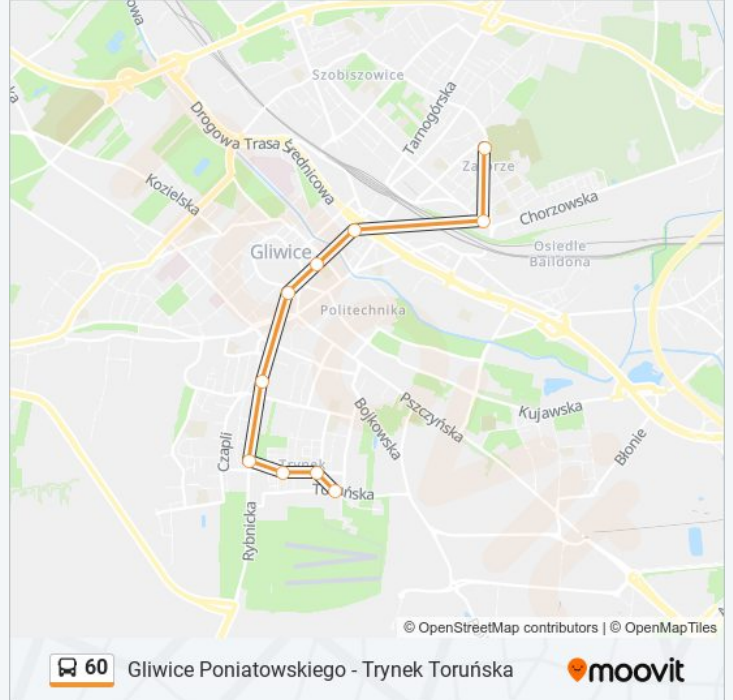 Szobiszowice
Tarnogórska
Drogowa Trasa Średnicowa
Zatorze
Kozielska
Chorzowska
Gliwice
Osiedle
Baildona
Politechnika
Pszczyńska
Kujawska
Bojkowska
Błonie
Czapli
Trynek
Toruńska
Rybnicka
© OpenStreetMap contributors | © OpenMapTiles
60 Gliwice Poniatowskiego - Trynek Toruńska moovit